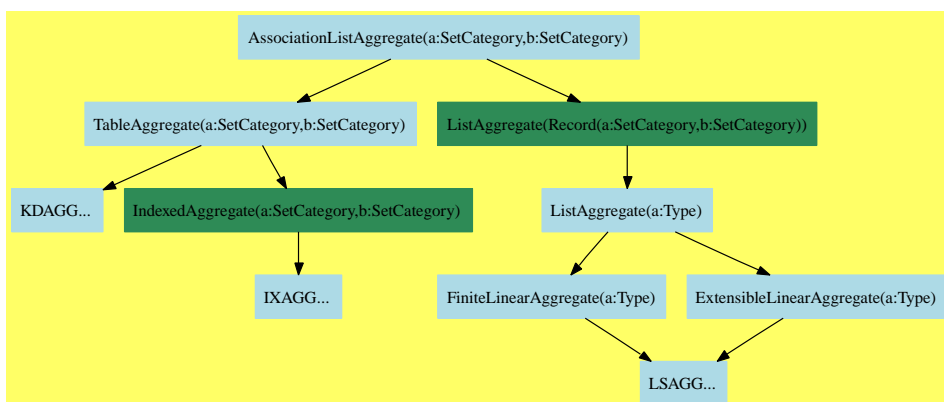 AssociationListAggregate(a:SetCategory,b:SetCategory)
TableAggregate(a:SetCategory,b:SetCategory)
ListAggregate(Record(a:SetCategory,b:SetCategory))
KDAGG...
IndexedAggregate(a:SetCategory,b:SetCategory)
ListAggregate(a:Type)
IXAGG...
FiniteLinearAggregate(a:Type)
ExtensibleLinearAggregate(a:Type)
LSAGG...